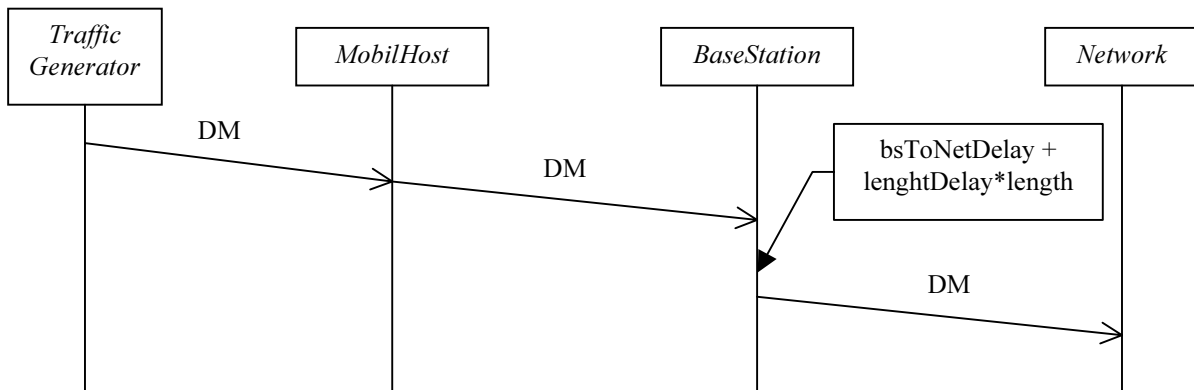 Traffic
Generator
MobilHost
BaseStation
Network
DM
DM
bsToNetDelay +
lenghtDelay*length
DM